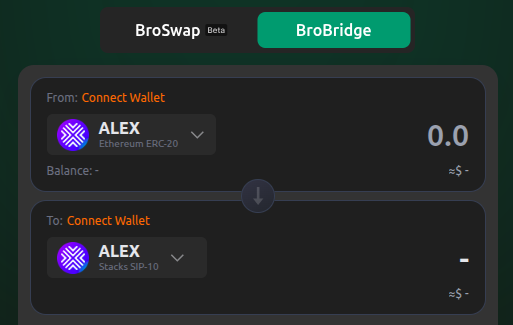 BroSwap Beta
BroBridge
From: Connect Wallet
ALEX
Ethereum ERC-20
0.0
Balance: -
≈$ -
To: Connect Wallet
ALEX
Stacks SIP-10
-
≈$ -